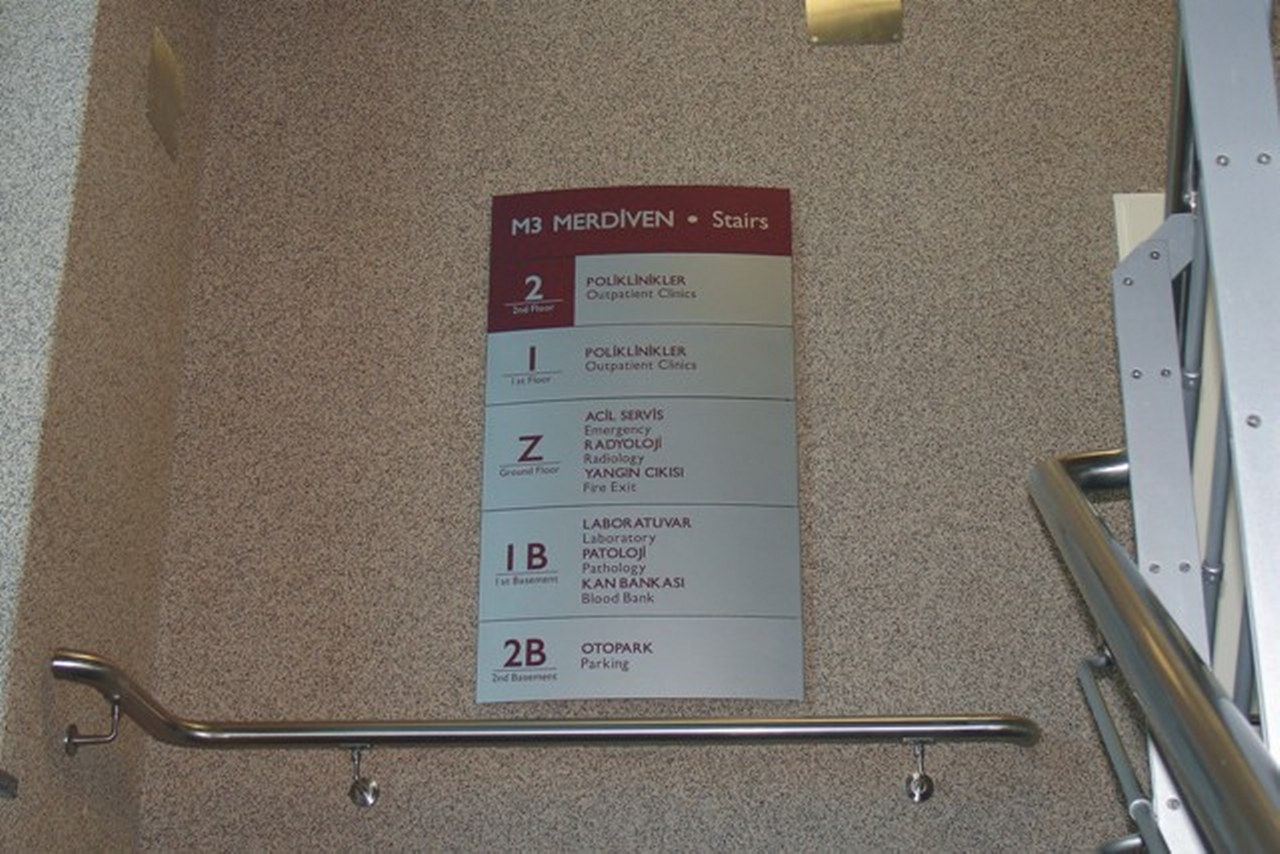 M3 MERDİVEN • Stairs
2
2nd Floor
POLİKLİNİKLER
Outpatient Clinics
1
1st Floor
POLİKLİNİKLER
Outpatient Clinics
Z
Ground Floor
ACİL SERVİS
Emergency
RADYOLOJİ
Radiology
YANGIN CIKISI
Fire Exit
1B
1st Basement
LABORATUVAR
Laboratory
PATOLOJİ
Pathology
KAN BANKASI
Blood Bank
2B
2nd Basement
OTOPARK
Parking